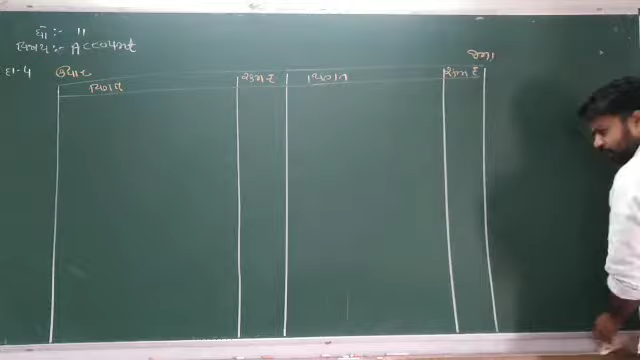 ધો :- 11
વિષય :- Account
જમા
દા-4 ઉધાર
વિગત રકમ ₹ વિગત રકમ ₹